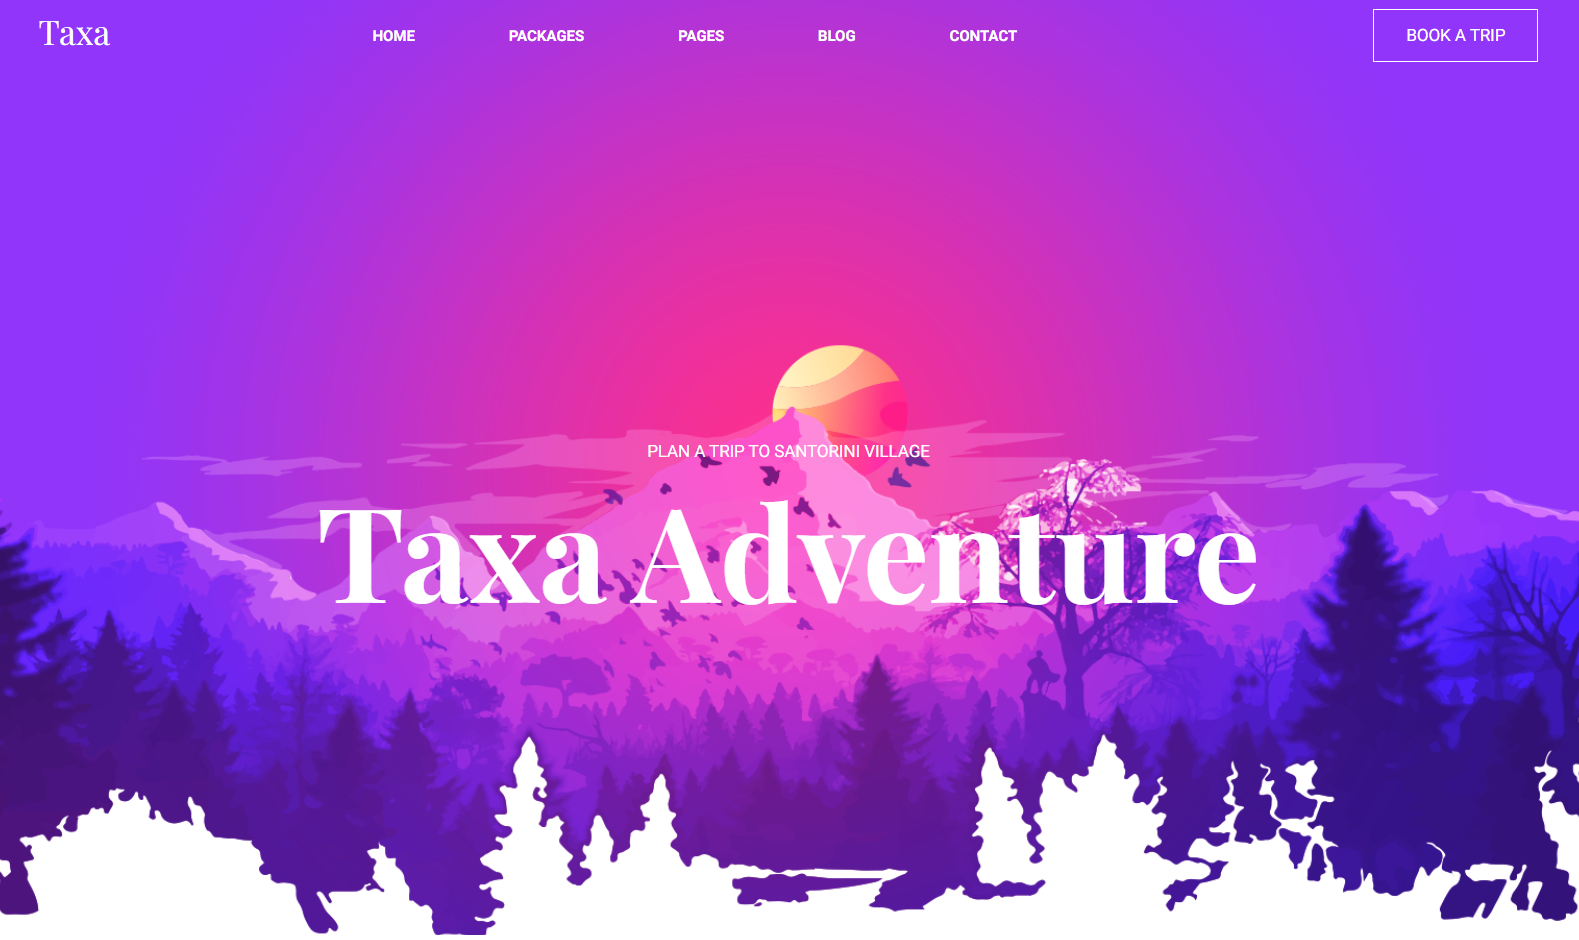 Taxa
HOME
PACKAGES
PAGES
BLOG
CONTACT
BOOK A TRIP
PLAN A TRIP TO SANTORINI VILLAGE
Taxa Adventure